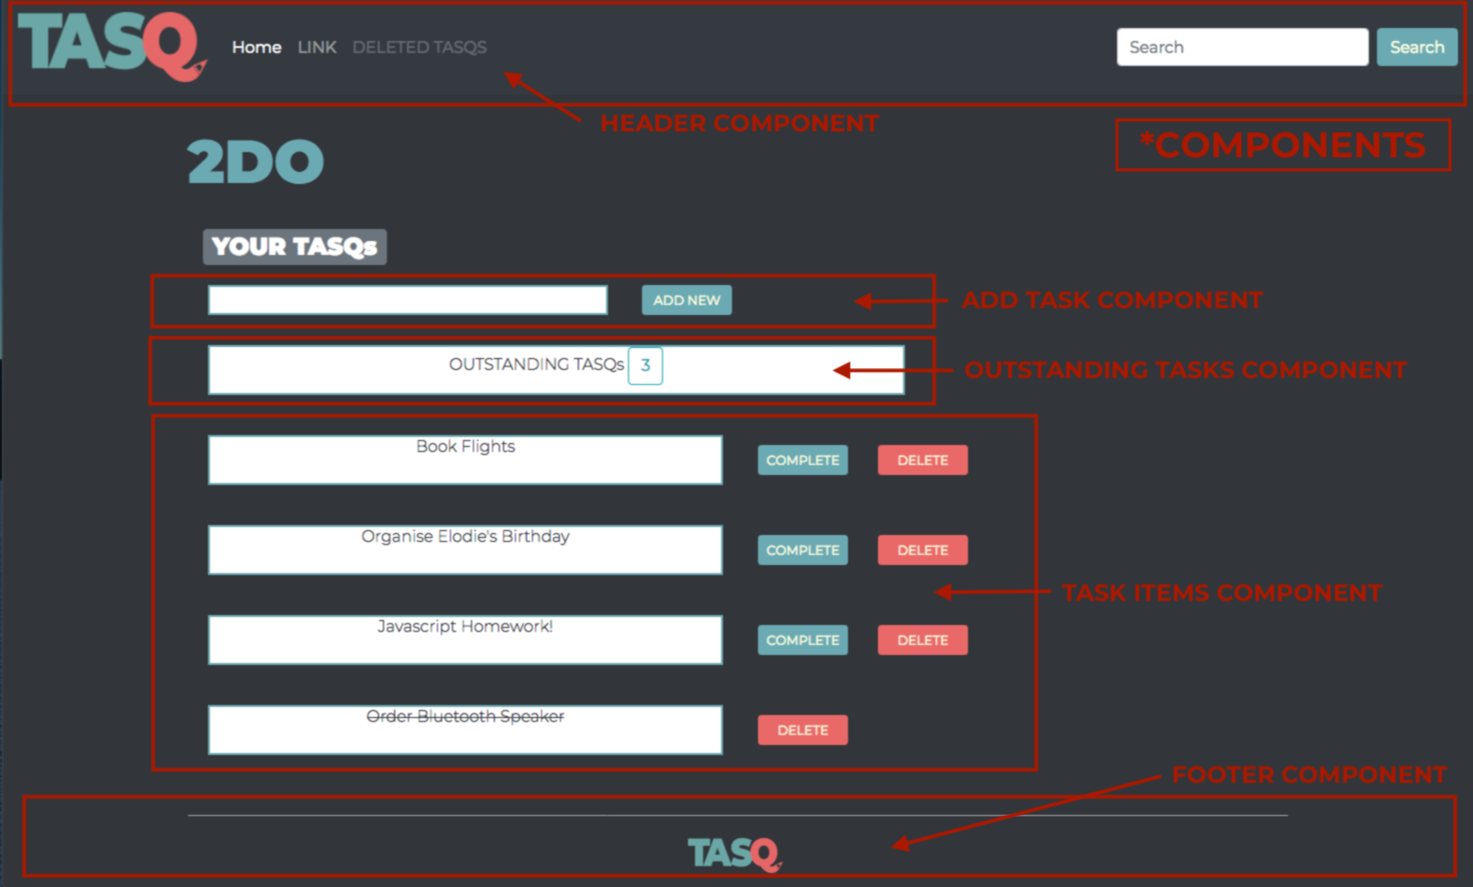 TASQ Home LINK DELETED TASQS Search Search
HEADER COMPONENT
*COMPONENTS
2DO
YOUR TASQs
ADD NEW
ADD TASK COMPONENT
OUTSTANDING TASQs 3
OUTSTANDING TASKS COMPONENT
Book Flights COMPLETE DELETE
Organise Elodie's Birthday COMPLETE DELETE
TASK ITEMS COMPONENT
Javascript Homework! COMPLETE DELETE
Order Bluetooth Speaker DELETE
FOOTER COMPONENT
TASQ